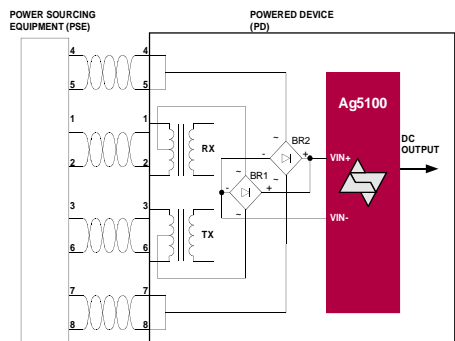 POWER SOURCING
EQUIPMENT (PSE)
POWERED DEVICE
(PD)
4 4
5 5
1 1
2 2
RX
3 3
6 6
TX
7 7
8 8
~
BR2
- +
~
~
BR1
- +
~
Ag5100
VIN+
VIN-
DC
OUTPUT